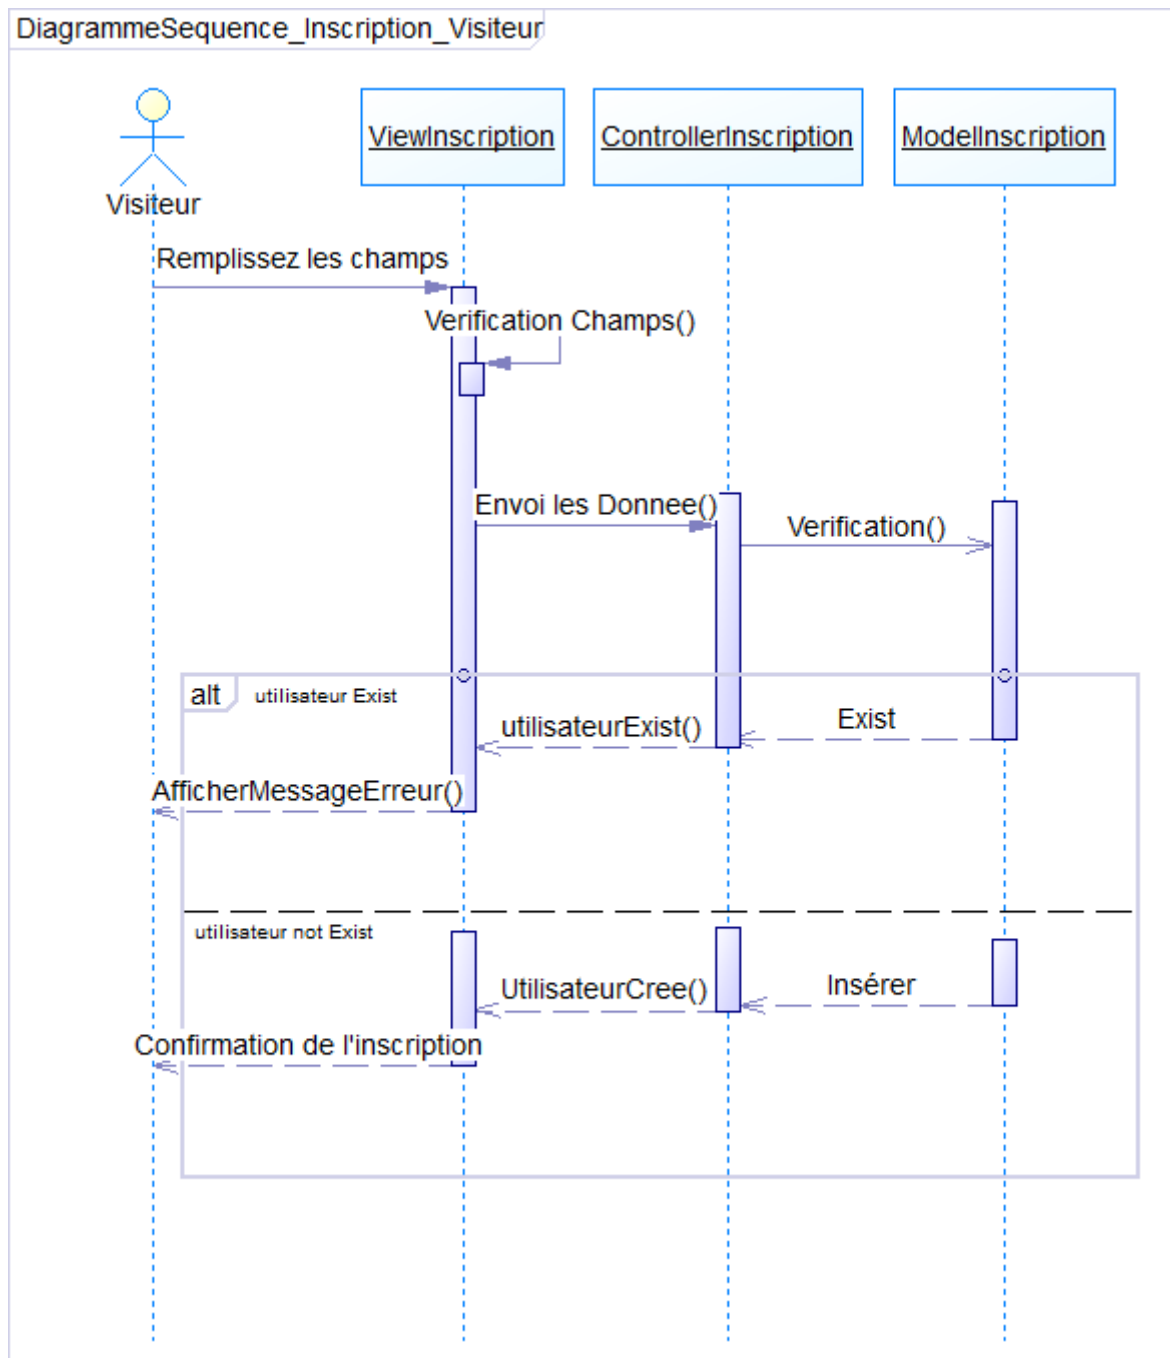 DiagrammeSequence_Inscription_Visiteur
ViewInscription
ControllerInscription
ModelInscription
Visiteur
Remplissez les champs
Verification Champs()
Envoi les Donnee()
Verification()
alt
utilisateur Exist
Exist
utilisateurExist()
AfficherMessageErreur()
utilisateur not Exist
Insérer
UtilisateurCree()
Confirmation de l'inscription